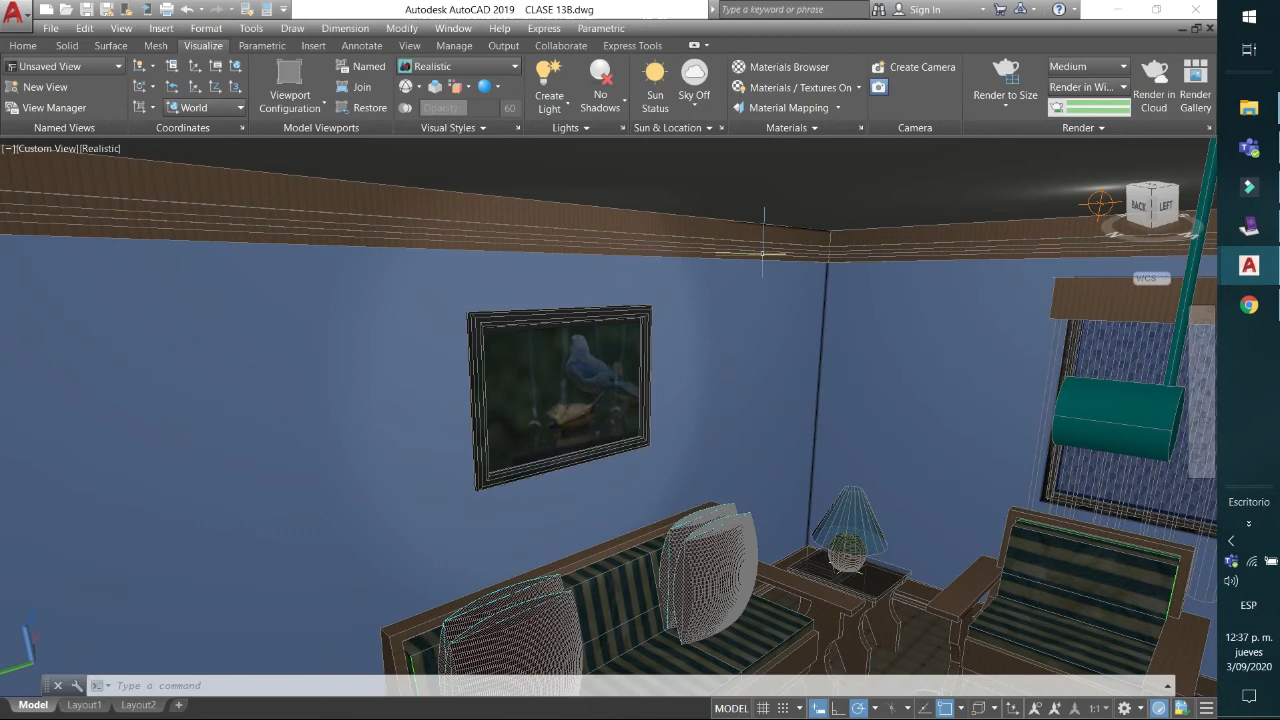 Autodesk AutoCAD 2019 CLASE 13B.dwg
Type a keyword or phrase
Sign In
File Edit View Insert Format Tools Draw Dimension Modify Window Help Express Parametric
Home Solid Surface Mesh Visualize Parametric Insert Annotate View Manage Output Collaborate Express Tools
Unsaved View
New View
View Manager
Named Views
World
Coordinates
Viewport
Configuration
Named
Join
Restore
Model Viewports
Realistic
Opacity 60
Visual Styles
Create
Light
No
Shadows
Lights
Sun
Status
Sky Off
Sun & Location
Materials Browser
Materials / Textures On
Material Mapping
Materials
Create Camera
Camera
Render to Size
Medium
Render in Wi...
Render in
Cloud
Render
Gallery
Render
[−][Custom View][Realistic]
BACK LEFT
WCS
Type a command
Model Layout1 Layout2 +
MODEL
1:1
Escritorio
ESP
12:37 p. m.
jueves
3/09/2020